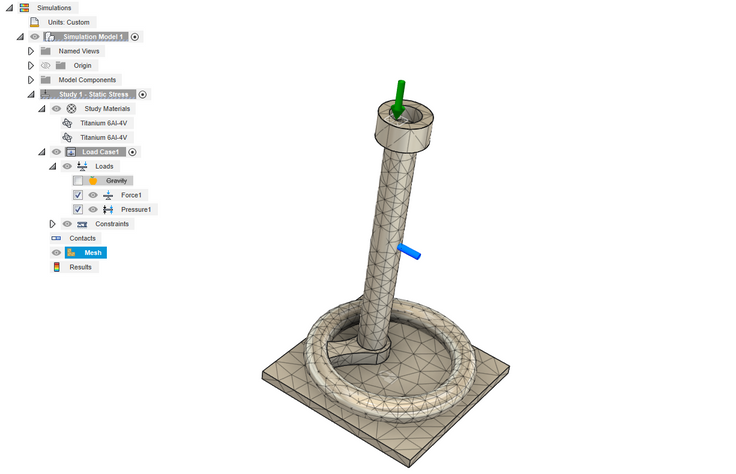 Simulations
Units: Custom
Simulation Model 1
Named Views
Origin
Model Components
Study 1 - Static Stress
Study Materials
Titanium 6Al-4V
Titanium 6Al-4V
Load Case1
Loads
Gravity
Force1
Pressure1
Constraints
Contacts
Mesh
Results